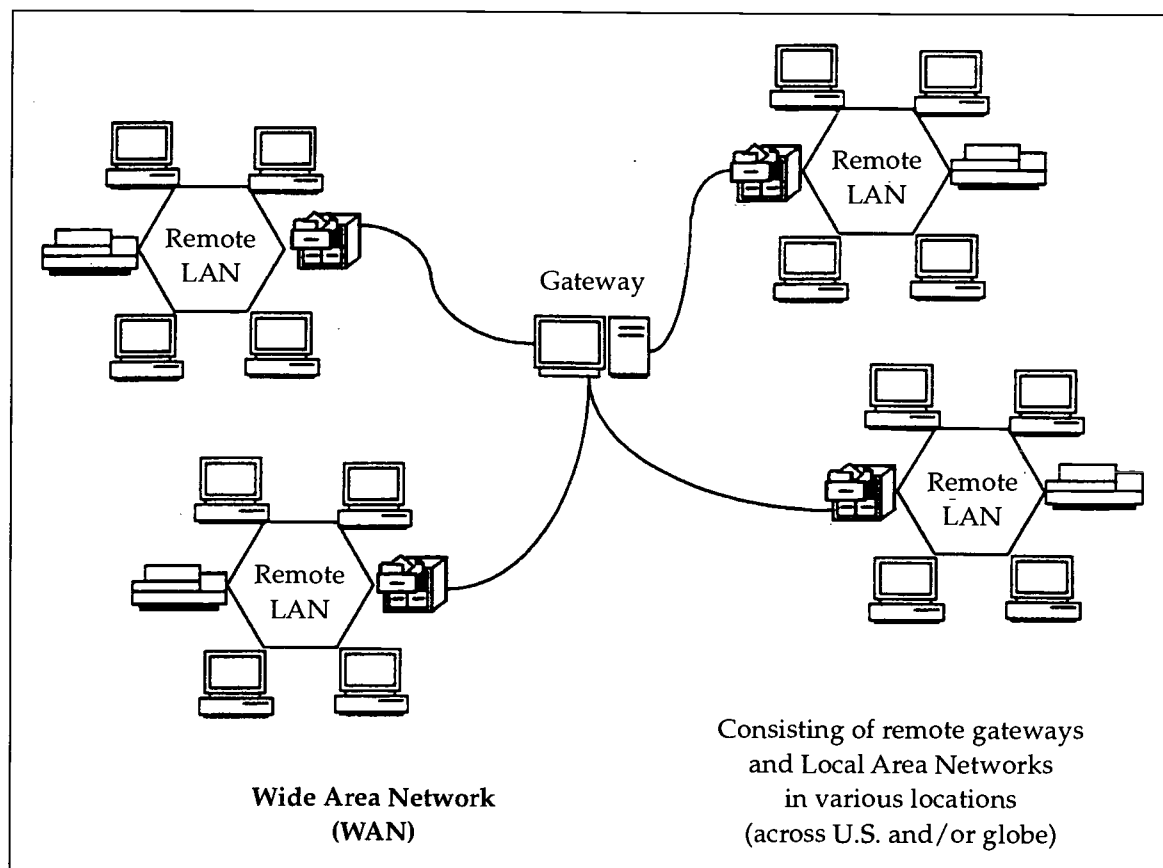 Remote
LAN
Remote
LAN
Gateway
Remote
LAN
Remote
LAN
Wide Area Network
(WAN)
Consisting of remote gateways
and Local Area Networks
in various locations
(across U.S. and/or globe)